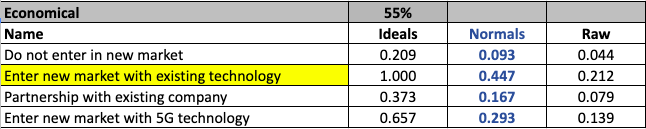 Economical 55%
Name Ideals Normals Raw
Do not enter in new market 0.209 0.093 0.044
Enter new market with existing technology 1.000 0.447 0.212
Partnership with existing company 0.373 0.167 0.079
Enter new market with 5G technology 0.657 0.293 0.139